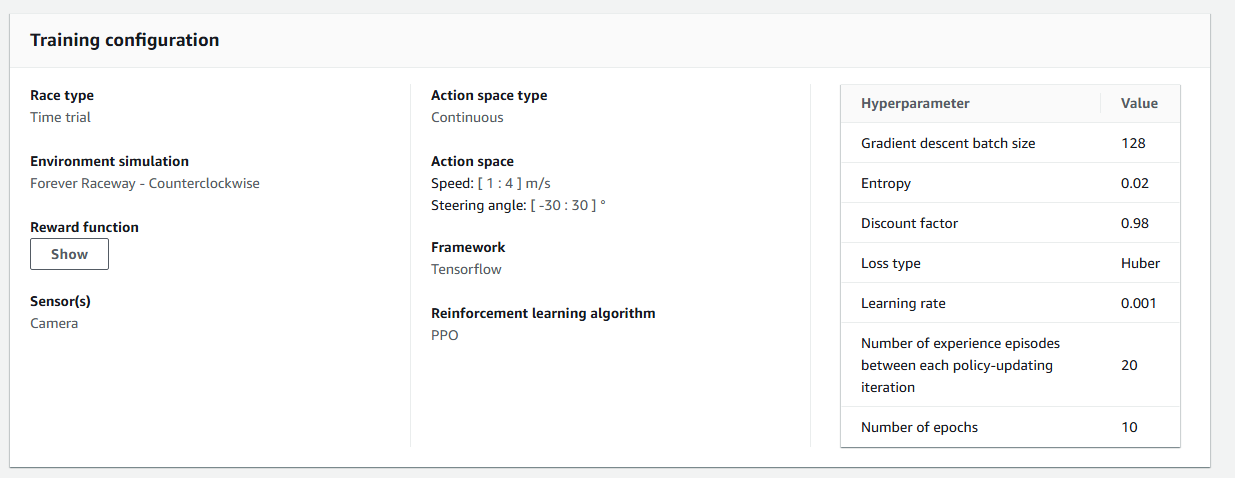 Training configuration
Race type
Time trial
Environment simulation
Forever Raceway - Counterclockwise
Reward function
Show
Sensor(s)
Camera
Action space type
Continuous
Action space
Speed: [ 1 : 4 ] m/s
Steering angle: [ -30 : 30 ] °
Framework
Tensorflow
Reinforcement learning algorithm
PPO
Hyperparameter Value
Gradient descent batch size 128
Entropy 0.02
Discount factor 0.98
Loss type Huber
Learning rate 0.001
Number of experience episodes
between each policy-updating 20
iteration
Number of epochs 10